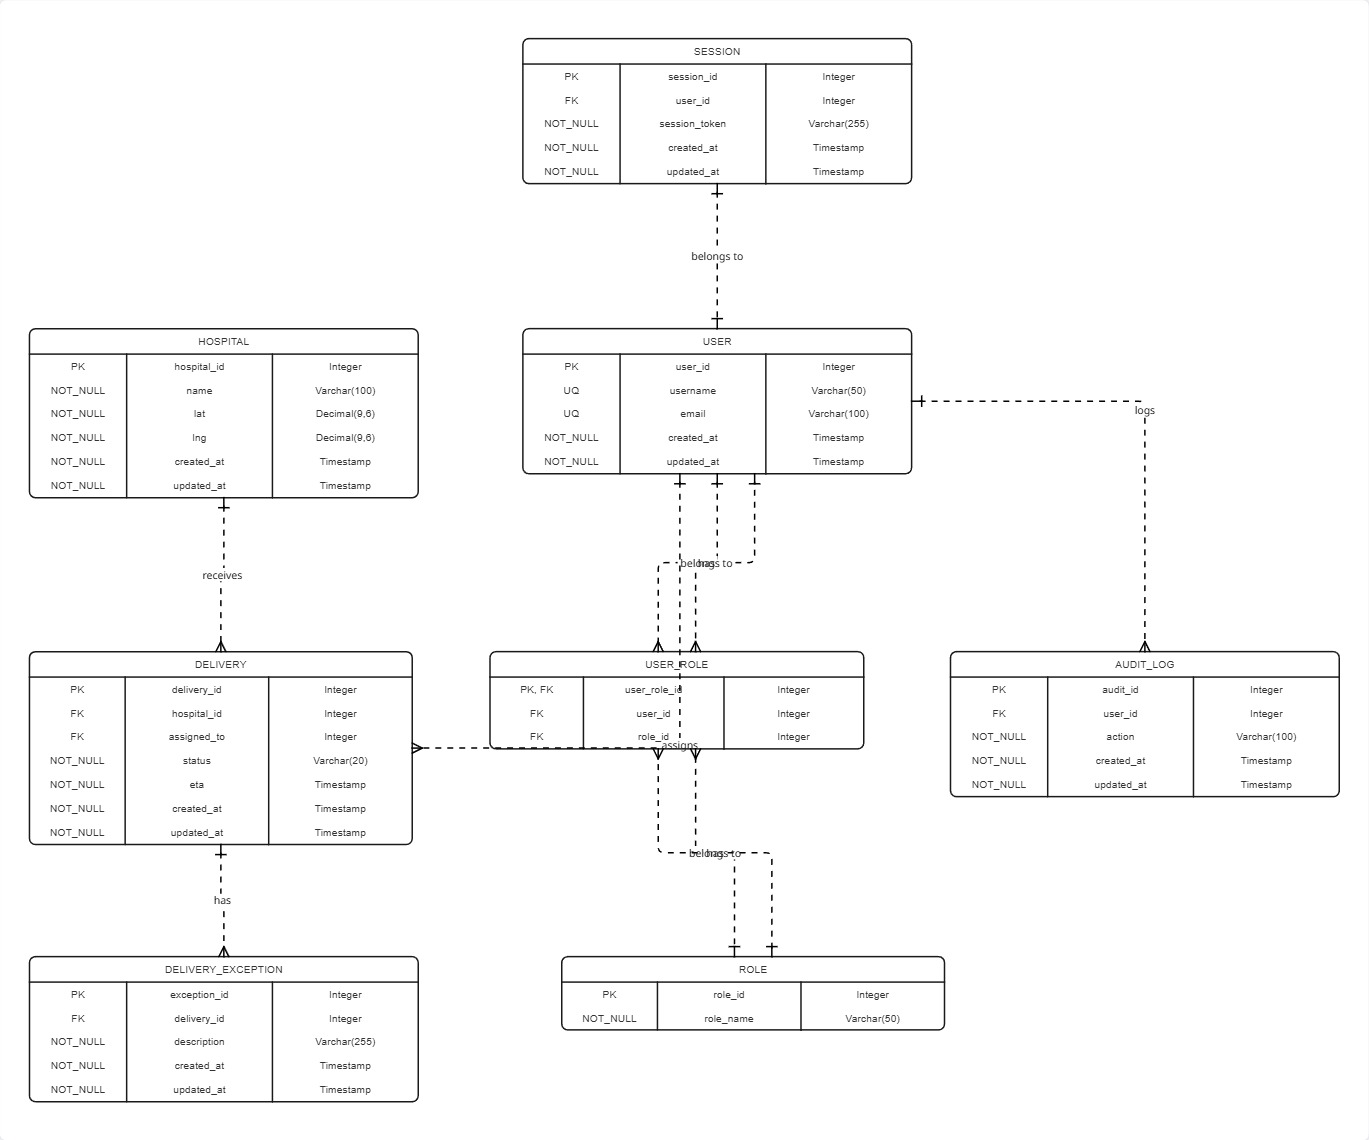 SESSION
PK session_id Integer
FK user_id Integer
NOT_NULL session_token Varchar(255)
NOT_NULL created_at Timestamp
NOT_NULL updated_at Timestamp
belongs to
HOSPITAL
PK hospital_id Integer
NOT_NULL name Varchar(100)
NOT_NULL lat Decimal(9,6)
NOT_NULL lng Decimal(9,6)
NOT_NULL created_at Timestamp
NOT_NULL updated_at Timestamp
USER
PK user_id Integer
UQ username Varchar(50)
UQ email Varchar(100)
NOT_NULL created_at Timestamp
NOT_NULL updated_at Timestamp
logs
receives
belongs to
has
DELIVERY
PK delivery_id Integer
FK hospital_id Integer
FK assigned_to Integer
NOT_NULL status Varchar(20)
NOT_NULL eta Timestamp
NOT_NULL created_at Timestamp
NOT_NULL updated_at Timestamp
USER_ROLE
PK, FK user_role_id Integer
FK user_id Integer
FK role_id Integer
assigns
AUDIT_LOG
PK audit_id Integer
FK user_id Integer
NOT_NULL action Varchar(100)
NOT_NULL created_at Timestamp
NOT_NULL updated_at Timestamp
belongs to
has
has
DELIVERY_EXCEPTION
PK exception_id Integer
FK delivery_id Integer
NOT_NULL description Varchar(255)
NOT_NULL created_at Timestamp
NOT_NULL updated_at Timestamp
ROLE
PK role_id Integer
NOT_NULL role_name Varchar(50)